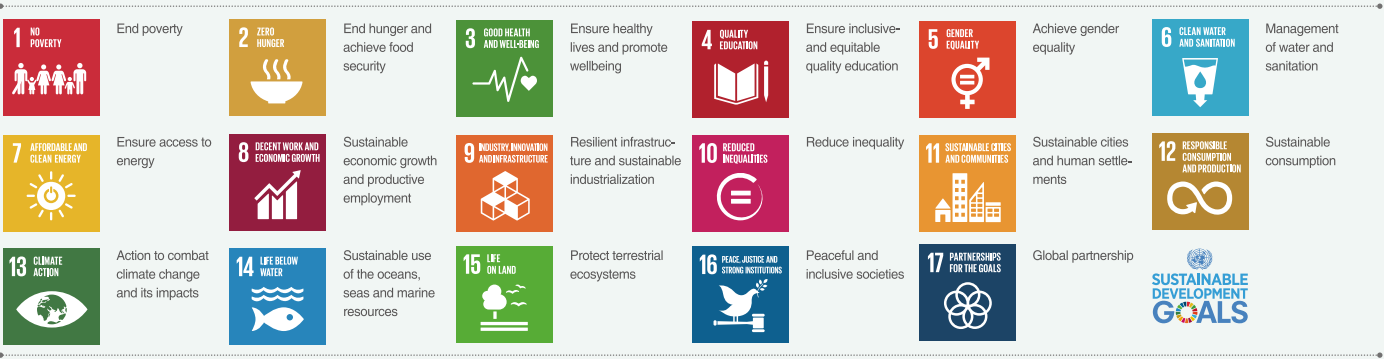 1 NO
POVERTY
End poverty
2 ZERO
HUNGER
End hunger and
achieve food
security
3 GOOD HEALTH
AND WELL-BEING
Ensure healthy
lives and promote
wellbeing
4 QUALITY
EDUCATION
Ensure inclusive-
and equitable
quality education
5 GENDER
EQUALITY
Achieve gender
equality
6 CLEAN WATER
AND SANITATION
Management
of water and
sanitation
7 AFFORDABLE AND
CLEAN ENERGY
Ensure access to
energy
8 DECENT WORK AND
ECONOMIC GROWTH
Sustainable
economic growth
and productive
employment
9 INDUSTRY, INNOVATION
AND INFRASTRUCTURE
Resilient infrastruc-
ture and sustainable
industrialization
10 REDUCED
INEQUALITIES
Reduce inequality
11 SUSTAINABLE CITIES
AND COMMUNITIES
Sustainable cities
and human settle-
ments
12 RESPONSIBLE
CONSUMPTION
AND PRODUCTION
Sustainable
consumption
13 CLIMATE
ACTION
Action to combat
climate change
and its impacts
14 LIFE BELOW
WATER
Sustainable use
of the oceans,
seas and marine
resources
15 LIFE
ON LAND
Protect terrestrial
ecosystems
16 PEACE, JUSTICE AND
STRONG INSTITUTIONS
Peaceful and
inclusive societies
17 PARTNERSHIPS
FOR THE GOALS
Global partnership
SUSTAINABLE
DEVELOPMENT
GOALS